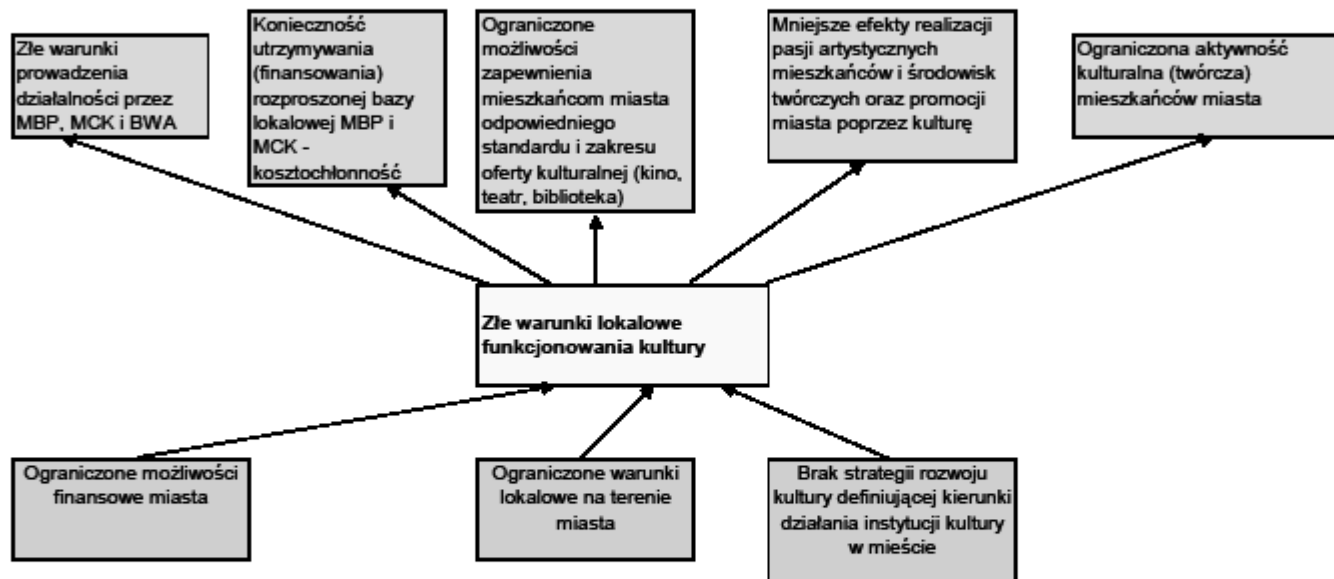 Złe warunki
prowadzenia
działalności przez
MBP, MCK i BWA
Konieczność
utrzymywania
(finansowania)
rozproszonej bazy
lokalowej MBP i
MCK -
kosztochłonność
Ograniczone
możliwości
zapewnienia
mieszkańcom miasta
odpowiedniego
standardu i zakresu
oferty kulturalnej (kino,
teatr, biblioteka)
Mniejsze efekty realizacji
pasji artystycznych
mieszkańców i środowisk
twórczych oraz promocji
miasta poprzez kulturę
Ograniczona aktywność
kulturalna (twórcza)
mieszkańców miasta
Złe warunki lokalowe
funkcjonowania kultury
Ograniczone możliwości
finansowe miasta
Ograniczone warunki
lokalowe na terenie
miasta
Brak strategii rozwoju
kultury definiującej kierunki
działania instytucji kultury
w mieście